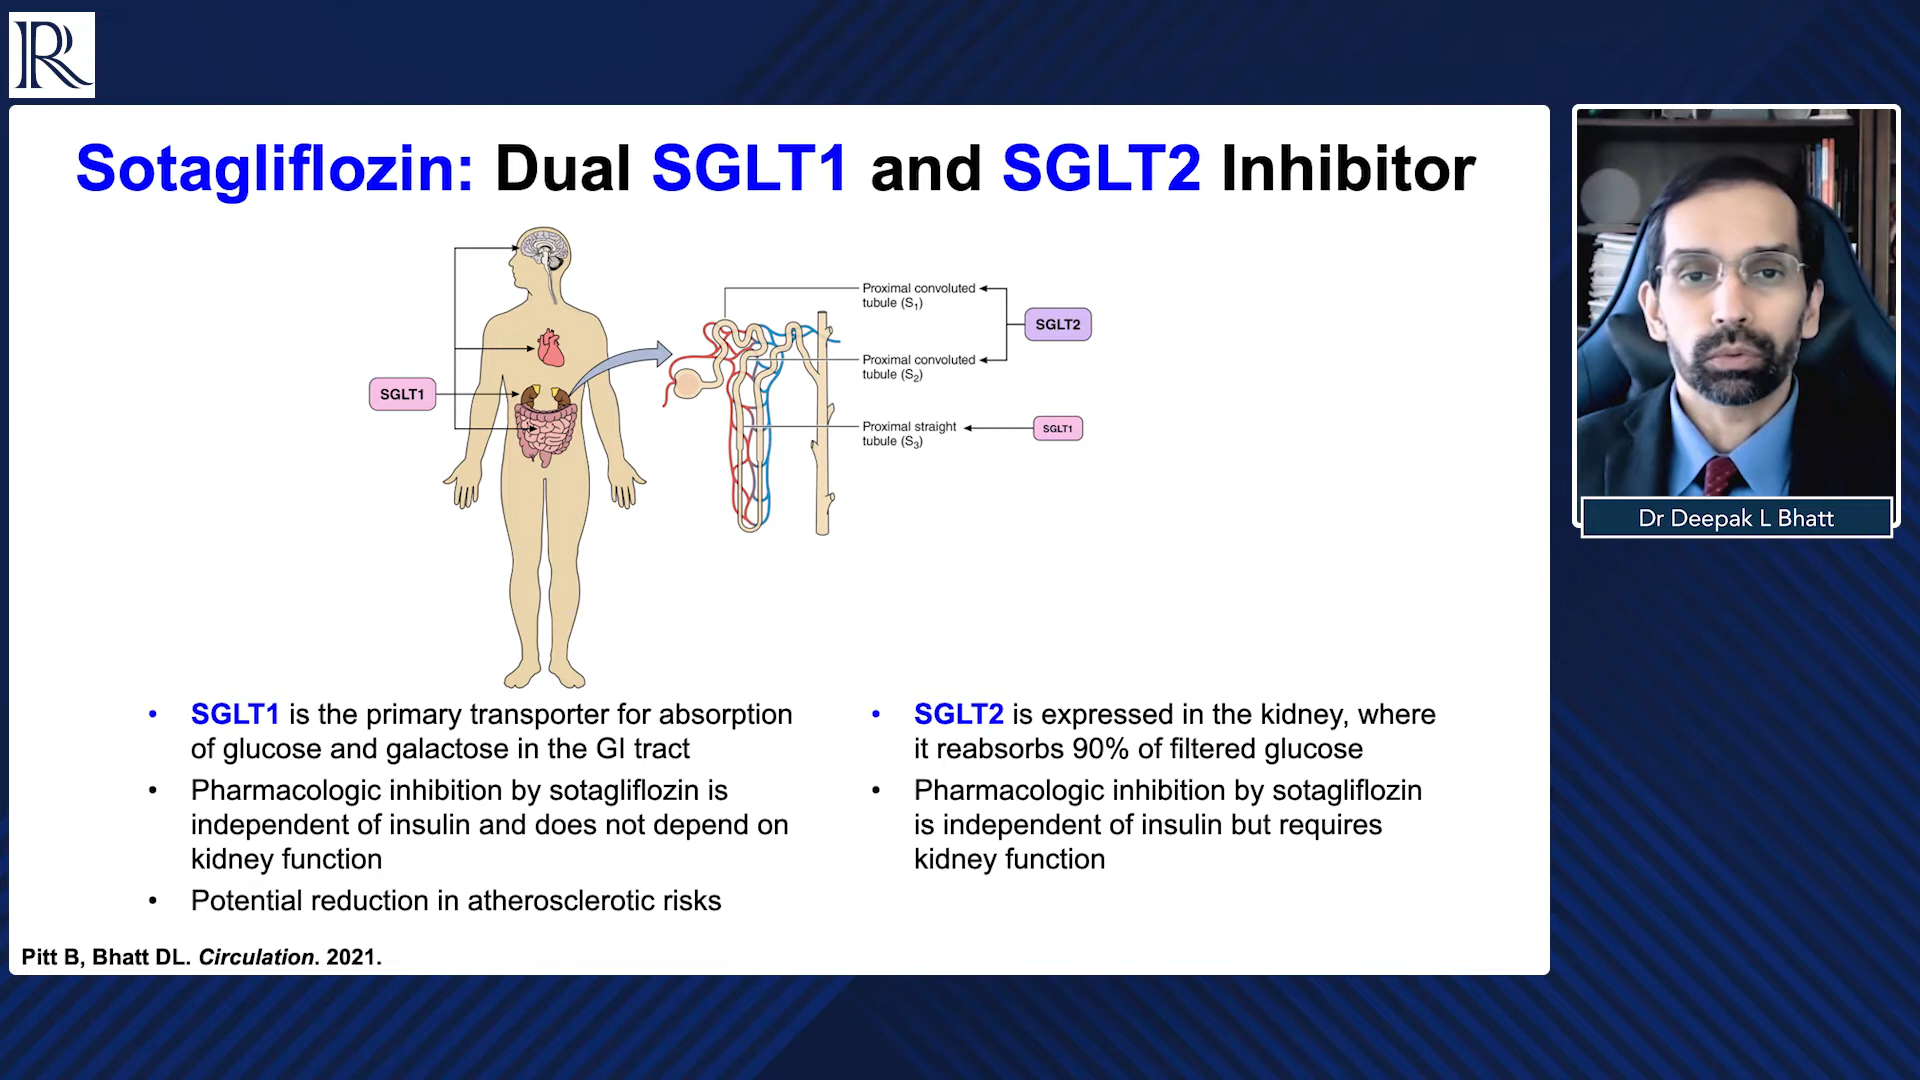 R
Sotagliflozin: Dual SGLT1 and SGLT2 Inhibitor
SGLT1
Proximal convoluted
tubule (S₁)
SGLT2
Proximal convoluted
tubule (S₂)
Proximal straight
tubule (S₃)
SGLT1
• SGLT1 is the primary transporter for absorption
of glucose and galactose in the GI tract
• Pharmacologic inhibition by sotagliflozin is
independent of insulin and does not depend on
kidney function
• Potential reduction in atherosclerotic risks
• SGLT2 is expressed in the kidney, where
it reabsorbs 90% of filtered glucose
• Pharmacologic inhibition by sotagliflozin
is independent of insulin but requires
kidney function
Pitt B, Bhatt DL. Circulation. 2021.
Dr Deepak L Bhatt